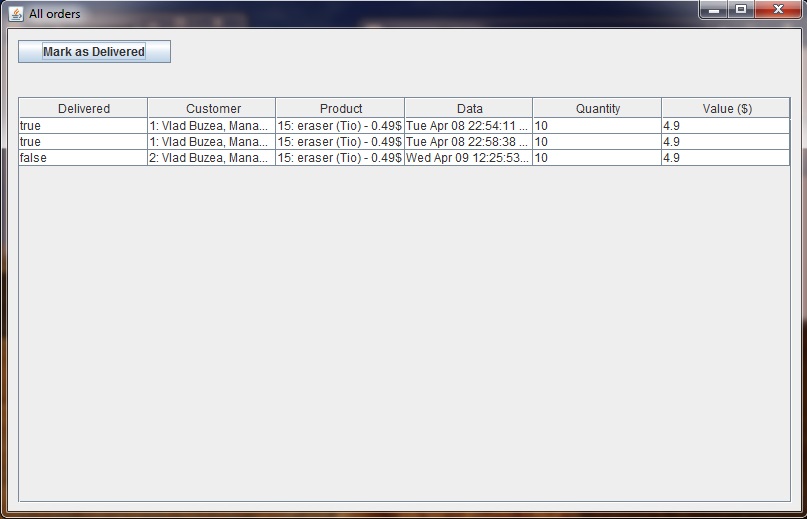 All orders
Mark as Delivered
Delivered Customer Product Data Quantity Value ($)
true 1: Vlad Buzea, Mana... 15: eraser (Tio) - 0.49$ Tue Apr 08 22:54:11 ... 10 4.9
true 1: Vlad Buzea, Mana... 15: eraser (Tio) - 0.49$ Tue Apr 08 22:58:38 ... 10 4.9
false 2: Vlad Buzea, Mana... 15: eraser (Tio) - 0.49$ Wed Apr 09 12:25:53... 10 4.9